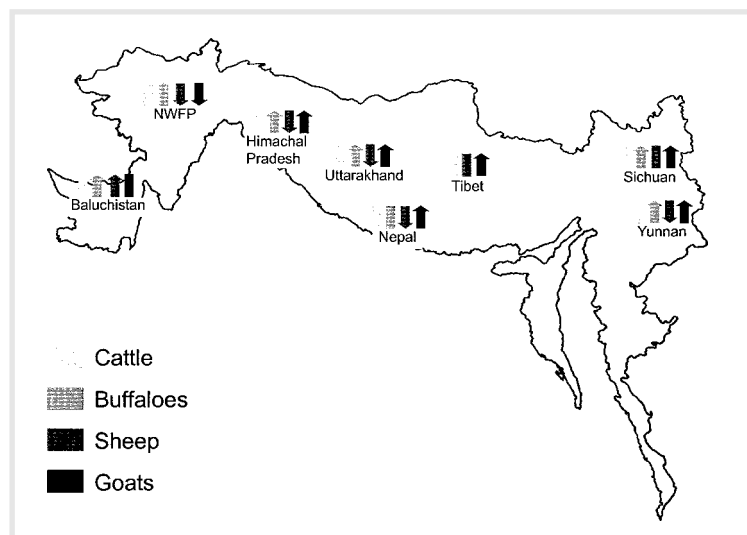 NWFP
Himachal
Pradesh
Uttarakhand
Tibet
Sichuan
Baluchistan
Nepal
Yunnan
Cattle
Buffaloes
Sheep
Goats